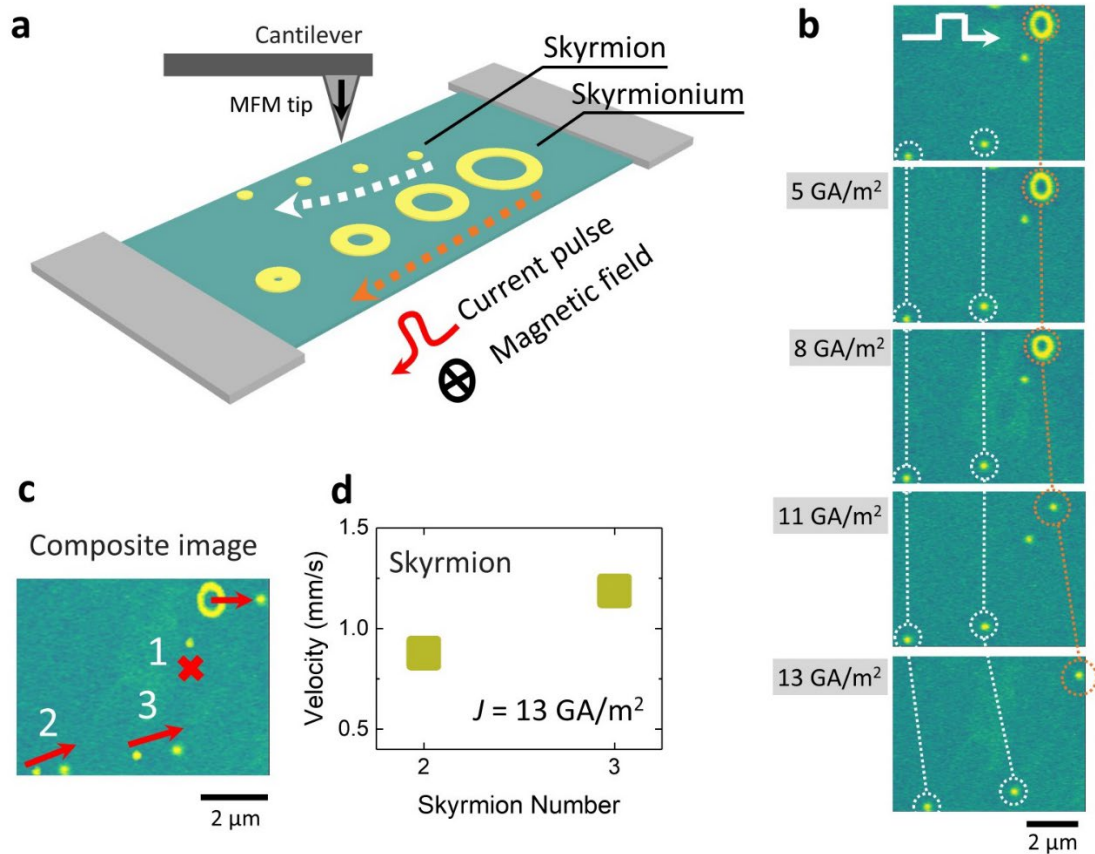 a
Cantilever
MFM tip
Skyrmion
Skyrmionium
Current pulse
Magnetic field
b
5 GA/m²
8 GA/m²
11 GA/m²
13 GA/m²
2 µm
c
Composite image
1
2
3
2 µm
d
Velocity (mm/s)
1.5
1.0
0.5
Skyrmion
J = 13 GA/m²
2
3
Skyrmion Number